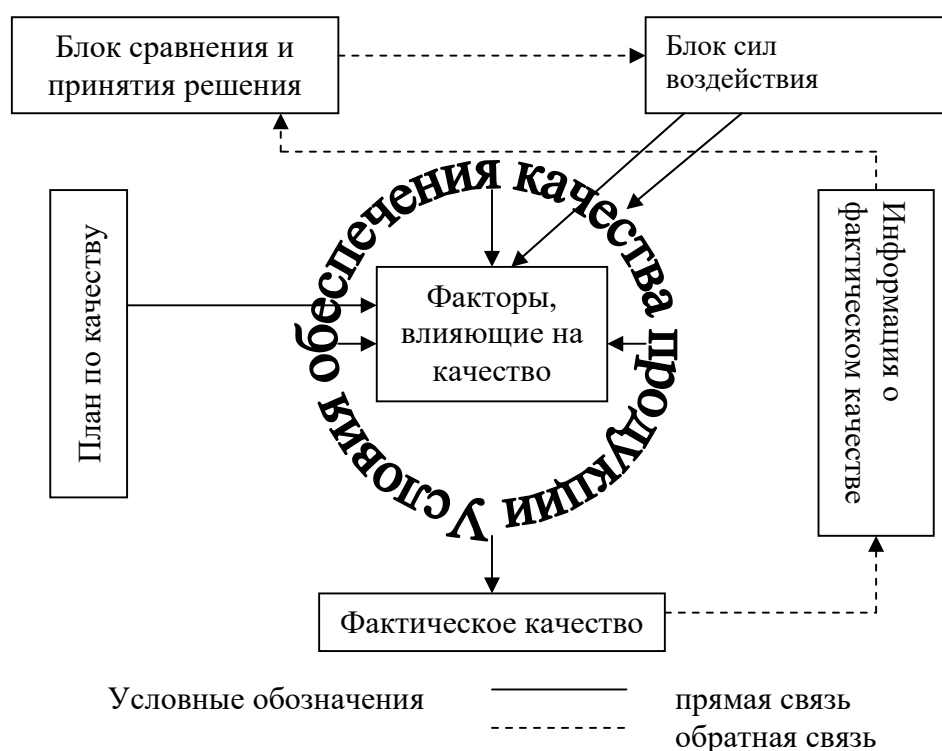 Блок сравнения и
принятия решения
Блок сил
воздействия
Условия обеспечения качества продукции
План по качеству
Факторы,
влияющие на
качество
Информация о
фактическом качестве
Фактическое качество
Условные обозначения
прямая связь
обратная связь